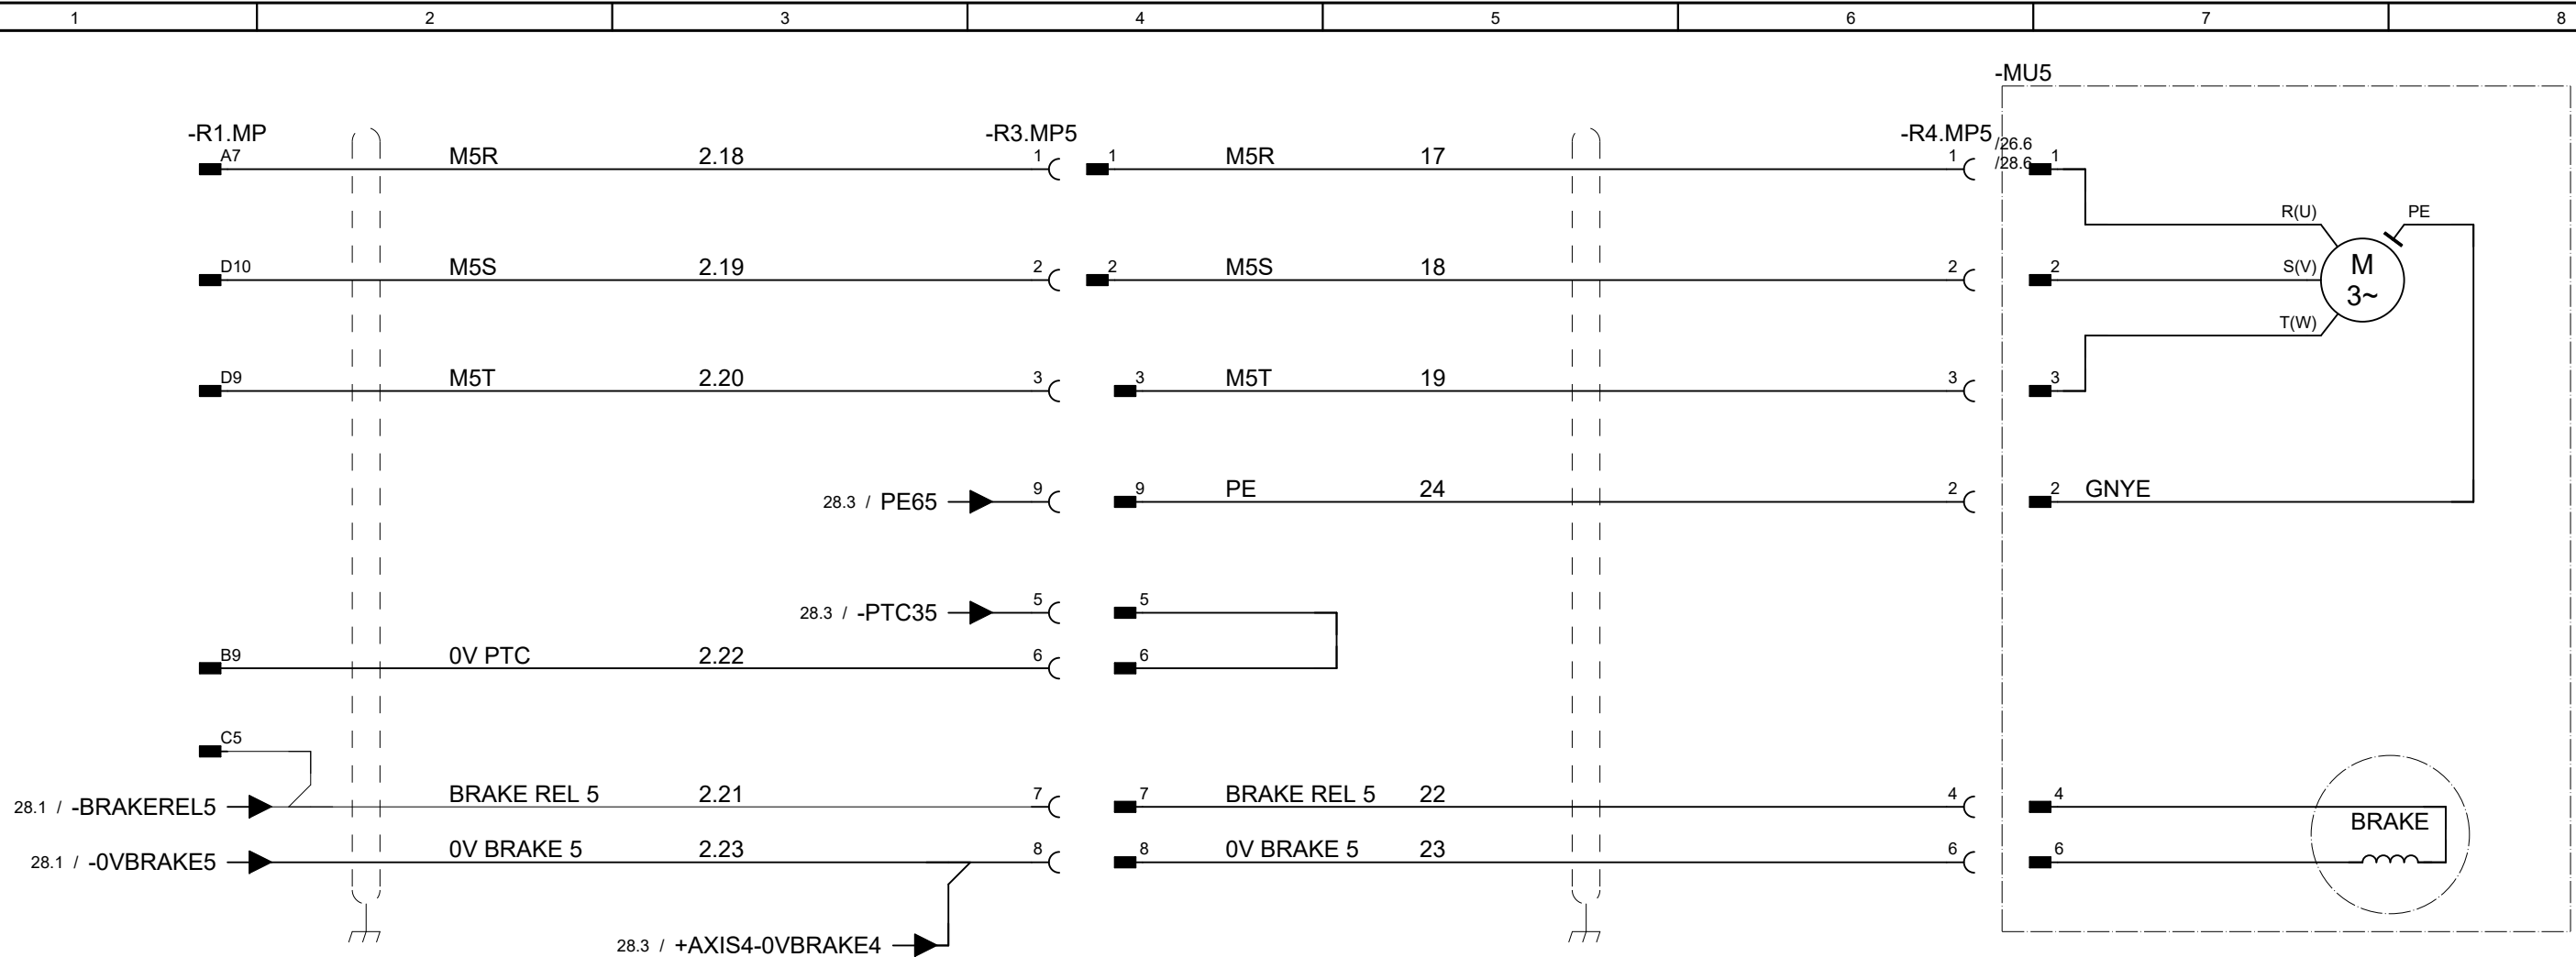 1 2 3 4 5 6 7 8
-MU5
-R1.MP -R3.MP5 -R4.MP5 /26.6
/28.6
A7 M5R 2.18 1 1 M5R 17 1 1
R(U) PE
D10 M5S 2.19 2 2 M5S 18 2 2 S(V) M
3~
T(W)
D9 M5T 2.20 3 3 M5T 19 3 3
28.3 / PE65 9 9 PE 24 2 2 GNYE
28.3 / -PTC35 5 5
B9 0V PTC 2.22 6 6
C5
28.1 / -BRAKEREL5 BRAKE REL 5 2.21 7 7 BRAKE REL 5 22 4 4
BRAKE
28.1 / -0VBRAKE5 0V BRAKE 5 2.23 8 8 0V BRAKE 5 23 6 6
28.3 / +AXIS4-0VBRAKE4